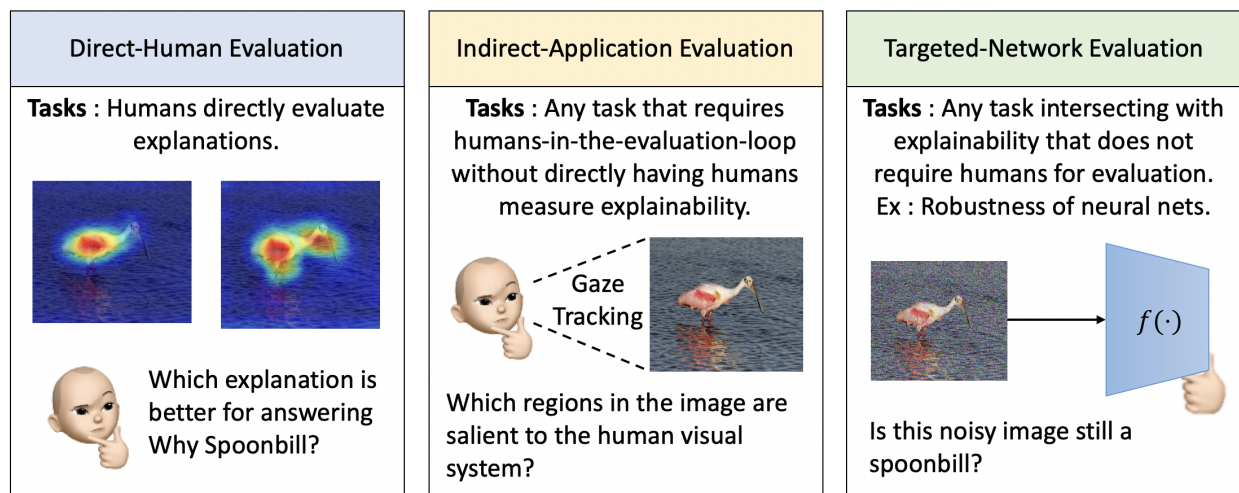 Direct-Human Evaluation
Tasks : Humans directly evaluate
explanations.
Which explanation is
better for answering
Why Spoonbill?
Indirect-Application Evaluation
Tasks : Any task that requires
humans-in-the-evaluation-loop
without directly having humans
measure explainability.
Gaze
Tracking
Which regions in the image are
salient to the human visual
system?
Targeted-Network Evaluation
Tasks : Any task intersecting with
explainability that does not
require humans for evaluation.
Ex : Robustness of neural nets.
f(·)
Is this noisy image still a
spoonbill?